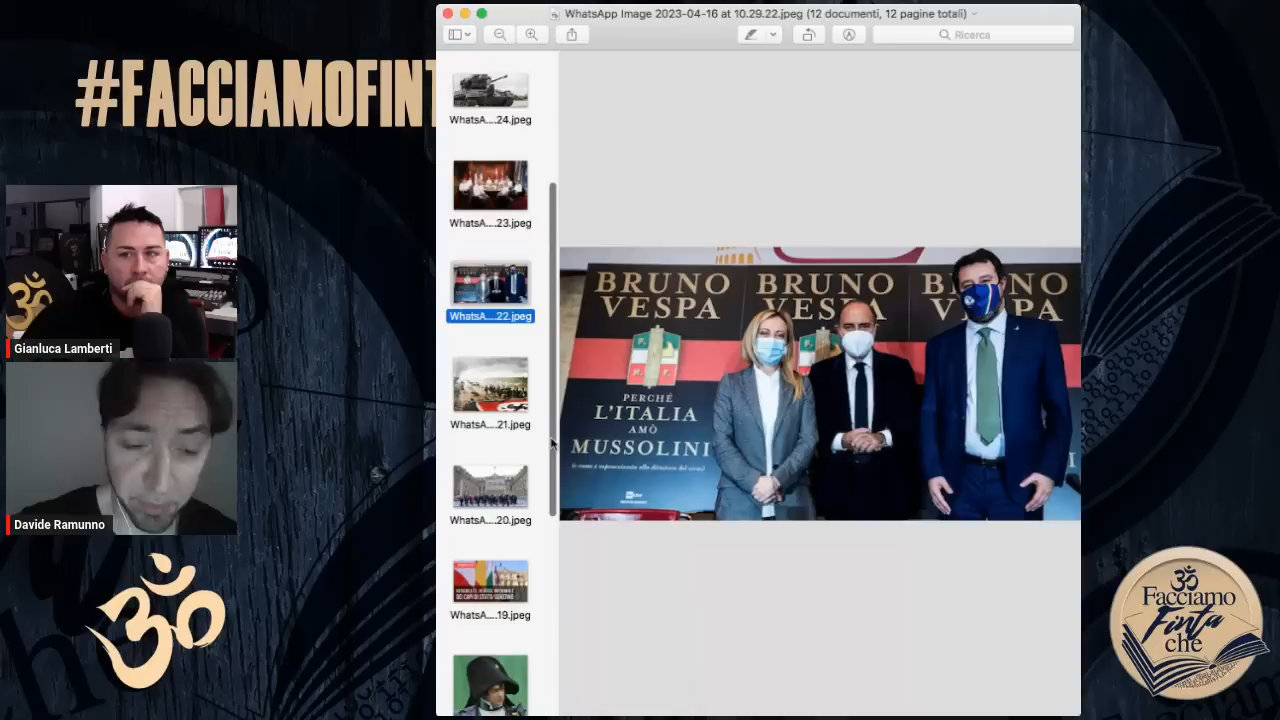 WhatsApp Image 2023-04-16 at 10.29.22.jpeg (12 documenti, 12 pagine totali)
Ricerca
#FACCIAMOFINT
WhatsA....24.jpeg
WhatsA....23.jpeg
WhatsA....22.jpeg
WhatsA....21.jpeg
WhatsA....20.jpeg
WhatsA....19.jpeg
BRUNO
VESPA
BRUNO
VESPA
BRUNO
VESPA
PERCHÉ
L'ITALIA
AMÒ
MUSSOLINI
Gianluca Lamberti
Davide Ramunno
Facciamo
Finta
che